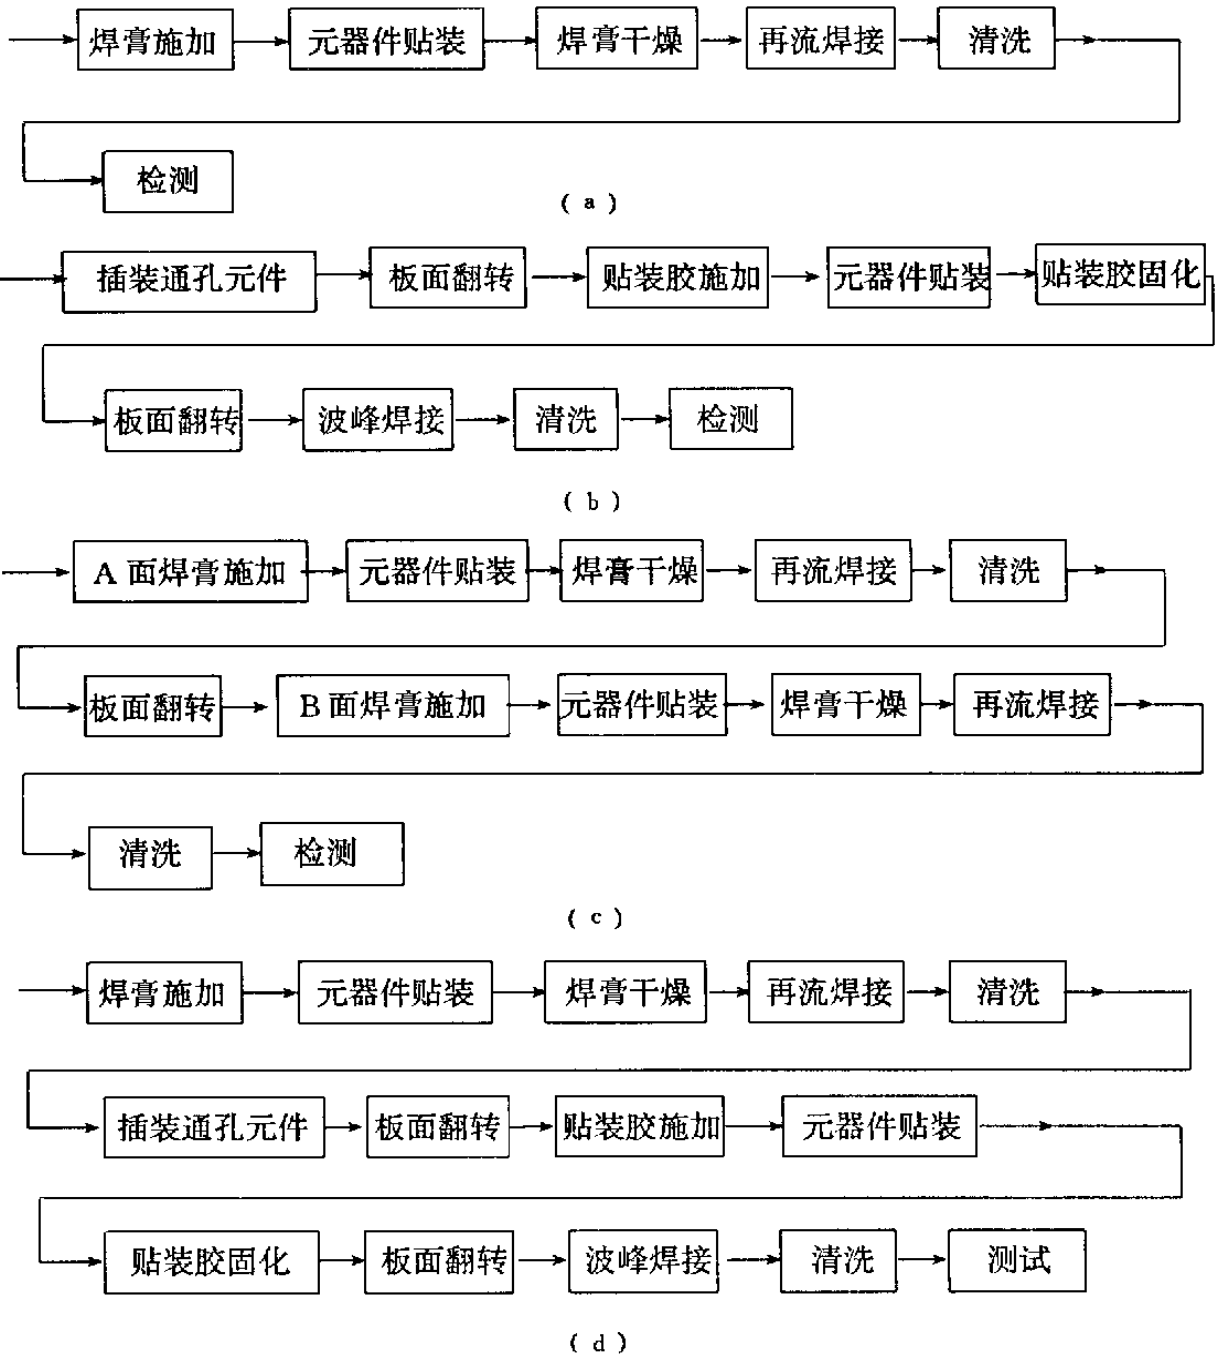 焊膏施加 元器件贴装 焊膏干燥 再流焊接 清洗
检测
(a)
插装通孔元件 板面翻转 贴装胶施加 元器件贴装 贴装胶固化
板面翻转 波峰焊接 清洗 检测
(b)
A面焊膏施加 元器件贴装 焊膏干燥 再流焊接 清洗
板面翻转 B面焊膏施加 元器件贴装 焊膏干燥 再流焊接
清洗 检测
(c)
焊膏施加 元器件贴装 焊膏干燥 再流焊接 清洗
插装通孔元件 板面翻转 贴装胶施加 元器件贴装
贴装胶固化 板面翻转 波峰焊接 清洗 测试
(d)